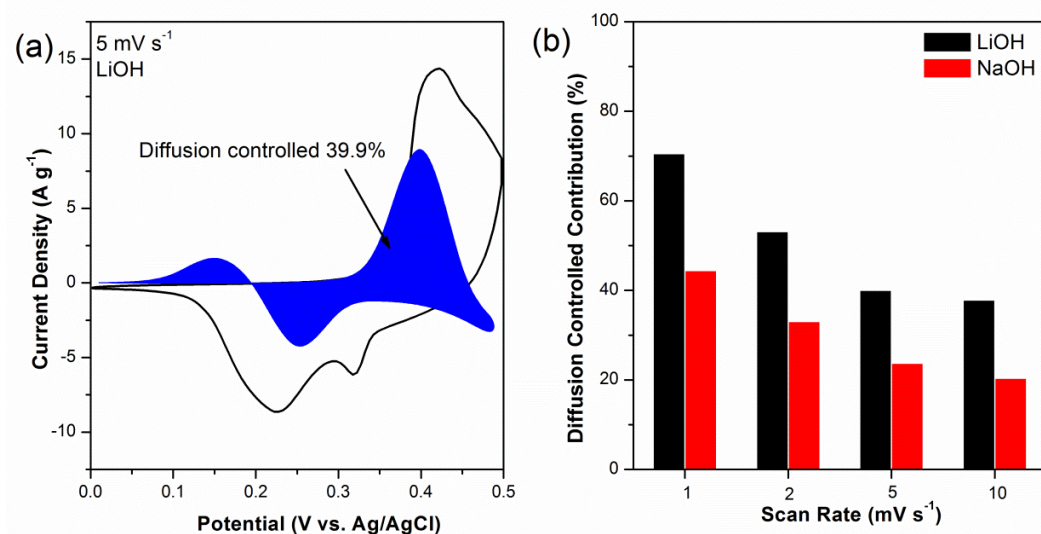 (a)
5 mV s⁻¹
LiOH
Diffusion controlled 39.9%
Current Density (A g⁻¹)
15
10
5
0
-5
-10
0.0 0.1 0.2 0.3 0.4 0.5
Potential (V vs. Ag/AgCl)
(b)
LiOH
NaOH
Diffusion Controlled Contribution (%)
100
80
60
40
20
0
1 2 5 10
Scan Rate (mV s⁻¹)